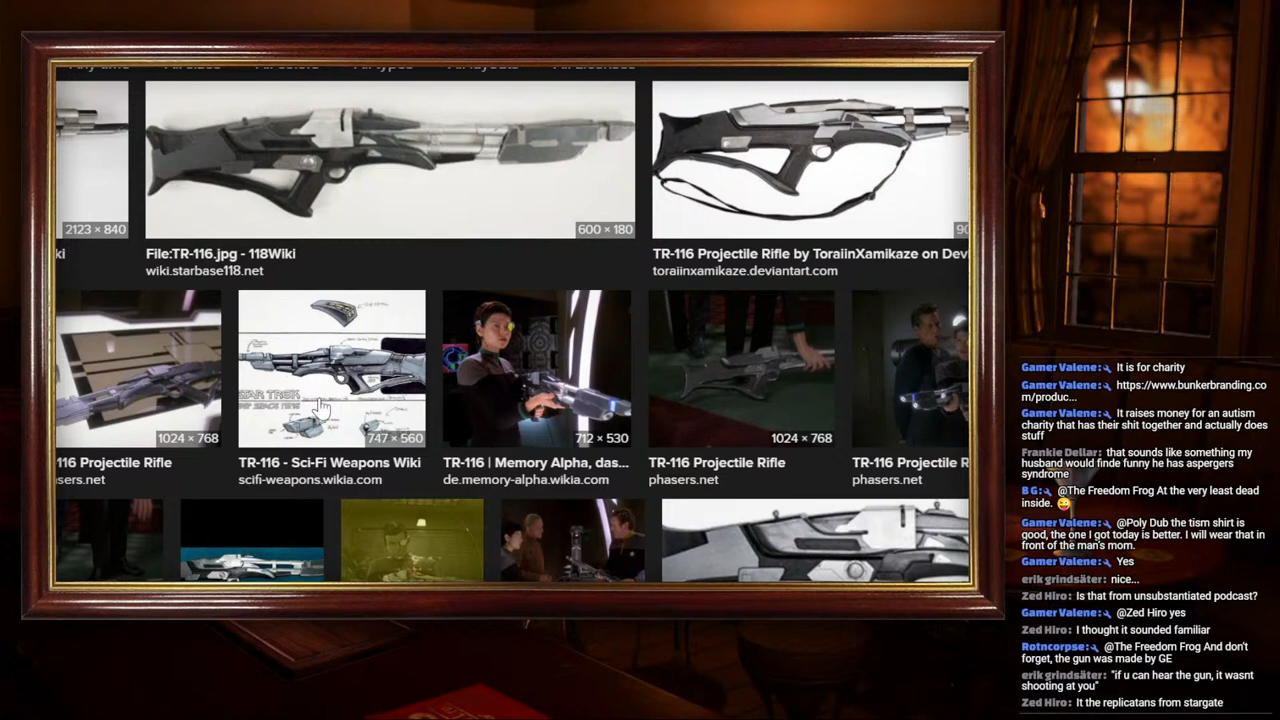 2123 × 840
600 × 180
90
ki
File:TR-116.jpg - 118Wiki
TR-116 Projectile Rifle by ToraiinXamikaze on Dev
wiki.starbase118.net
toraiinxamikaze.deviantart.com
STAR TREK
DEEP SPACE NINE
1024 × 768
747 × 560
712 × 530
1024 × 768
116 Projectile Rifle
TR-116 - Sci-Fi Weapons Wiki
TR-116 | Memory Alpha, das...
TR-116 Projectile Rifle
TR-116 Projectile R
sers.net
scifi-weapons.wikia.com
de.memory-alpha.wikia.com
phasers.net
phasers.net
Gamer Valene: It is for charity
Gamer Valene: https://www.bunkerbranding.co
m/produc...
Gamer Valene: It raises money for an autism
charity that has their shit together and actually does
stuff
Frankie Dellar: that sounds like something my
husband would finde funny he has aspergers
syndrome
BG: @The Freedom Frog At the very least dead
inside. 😜
Gamer Valene: @Poly Dub the tism shirt is
good, the one I got today is better. I will wear that in
front of the man's mom.
Gamer Valene: Yes
erik grindsäter: nice...
Zed Hiro: Is that from unsubstantiated podcast?
Gamer Valene: @Zed Hiro yes
Zed Hiro: I thought it sounded familiar
Rotncorpse: @The Freedom Frog And don't
forget, the gun was made by GE
erik grindsäter: "if u can hear the gun, it wasnt
shooting at you"
Zed Hiro: It the replicatans from stargate